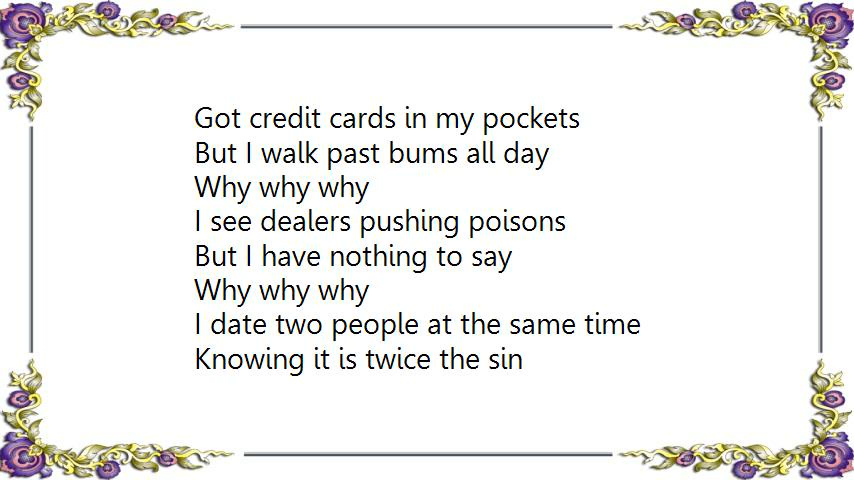 Got credit cards in my pockets
But I walk past bums all day
Why why why
I see dealers pushing poisons
But I have nothing to say
Why why why
I date two people at the same time
Knowing it is twice the sin